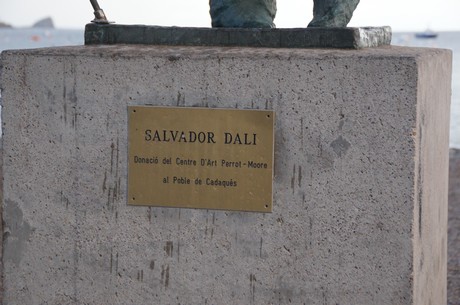 SALVADOR DALI
Donació del Centre D'Art Perrot-Moore
al Poble de Cadaqués